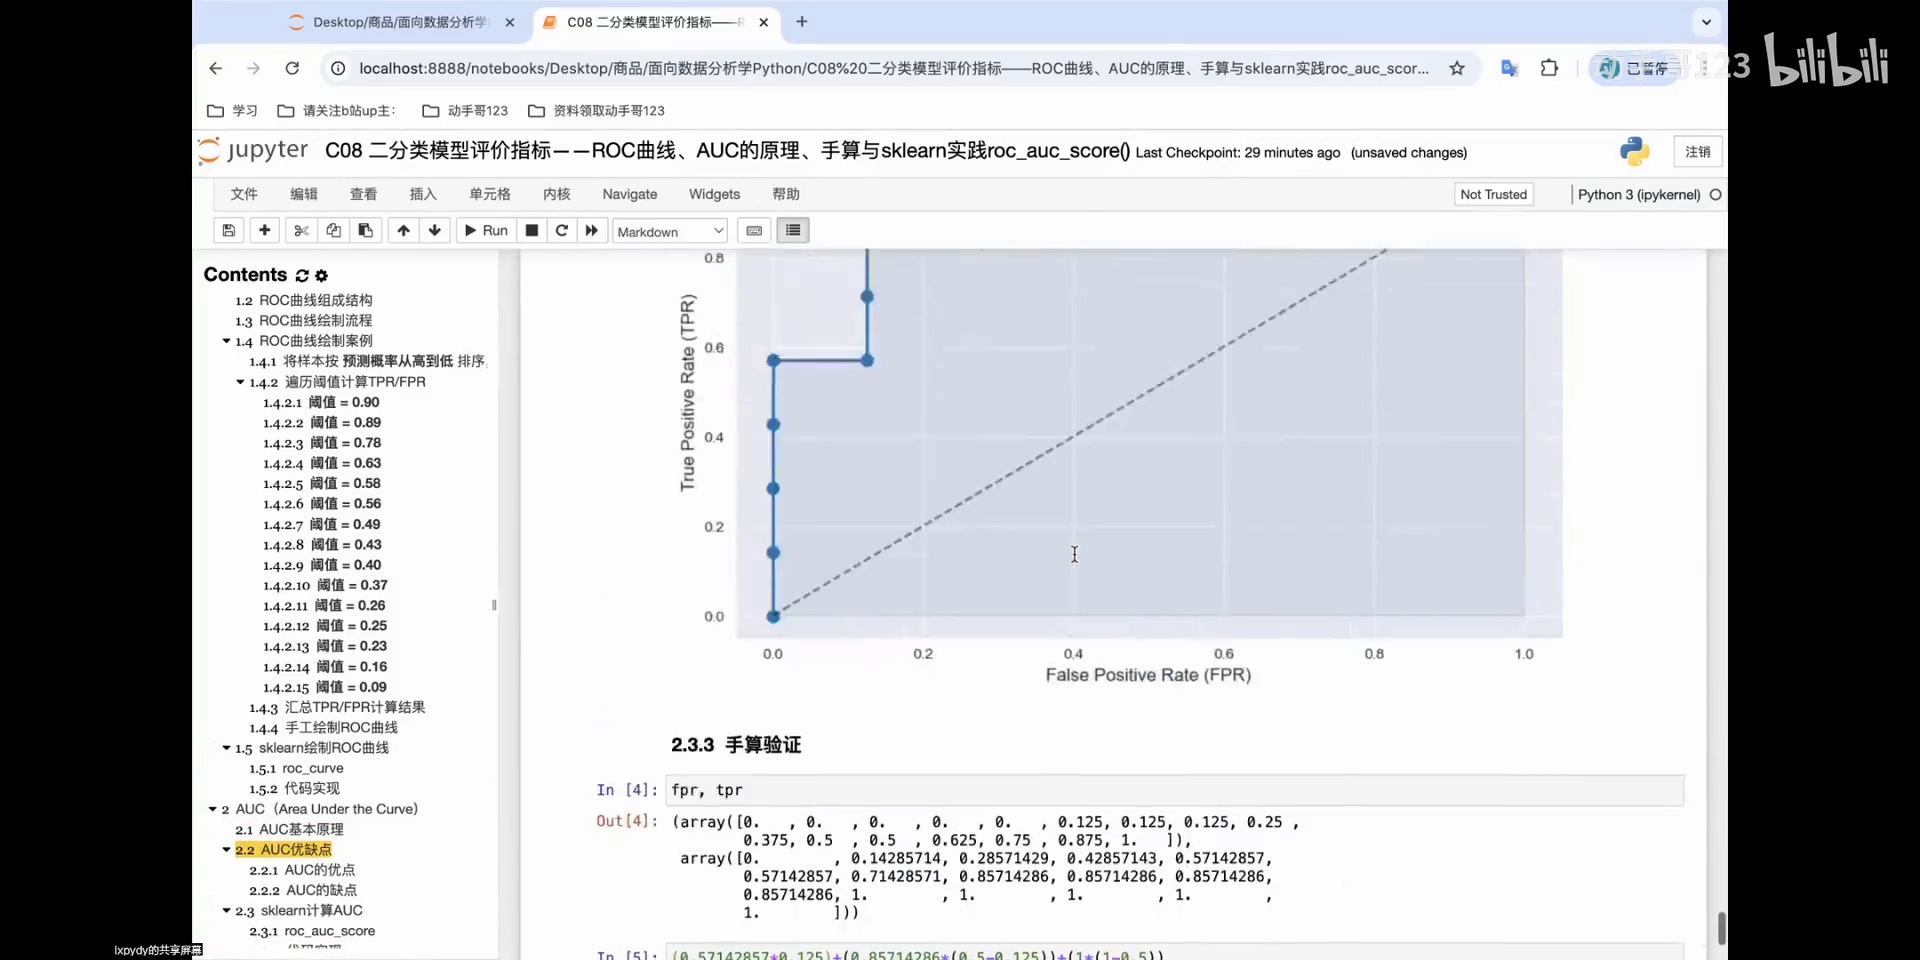 Desktop/商品/面向数据分析学
C08 二分类模型评价指标——R
localhost:8888/notebooks/Desktop/商品/面向数据分析学Python/C08%20二分类模型评价指标——ROC曲线、AUC的原理、手算与sklearn实践roc_auc_scor...
已暂停
哥123
bilibili
学习
请关注b站up主：
动手哥123
资料领取动手哥123
jupyter
C08 二分类模型评价指标——ROC曲线、AUC的原理、手算与sklearn实践roc_auc_score() Last Checkpoint: 29 minutes ago (unsaved changes)
注销
文件 编辑 查看 插入 单元格 内核 Navigate Widgets 帮助
Not Trusted
Python 3 (ipykernel)
Run
Markdown
Contents
1.2 ROC曲线组成结构
1.3 ROC曲线绘制流程
1.4 ROC曲线绘制案例
1.4.1 将样本按 预测概率从高到低 排序,
1.4.2 遍历阈值计算TPR/FPR
1.4.2.1 阈值 = 0.90
1.4.2.2 阈值 = 0.89
1.4.2.3 阈值 = 0.78
1.4.2.4 阈值 = 0.63
1.4.2.5 阈值 = 0.58
1.4.2.6 阈值 = 0.56
1.4.2.7 阈值 = 0.49
1.4.2.8 阈值 = 0.43
1.4.2.9 阈值 = 0.40
1.4.2.10 阈值 = 0.37
1.4.2.11 阈值 = 0.26
1.4.2.12 阈值 = 0.25
1.4.2.13 阈值 = 0.23
1.4.2.14 阈值 = 0.16
1.4.2.15 阈值 = 0.09
1.4.3 汇总TPR/FPR计算结果
1.4.4 手工绘制ROC曲线
1.5 sklearn绘制ROC曲线
1.5.1 roc_curve
1.5.2 代码实现
2 AUC（Area Under the Curve）
2.1 AUC基本原理
2.2 AUC优缺点
2.2.1 AUC的优点
2.2.2 AUC的缺点
2.3 sklearn计算AUC
2.3.1 roc_auc_score
代码实现
lxpydy的共享屏幕
True Positive Rate (TPR)
0.8
0.6
0.4
0.2
0.0
0.0 0.2 0.4 0.6 0.8 1.0
False Positive Rate (FPR)
2.3.3 手算验证
In [4]: fpr, tpr
Out[4]: (array([0. , 0. , 0. , 0. , 0. , 0.125, 0.125, 0.125, 0.25 ,
0.375, 0.5 , 0.5 , 0.625, 0.75 , 0.875, 1. ]),
array([0. , 0.14285714, 0.28571429, 0.42857143, 0.57142857,
0.57142857, 0.71428571, 0.85714286, 0.85714286, 0.85714286,
0.85714286, 1. , 1. , 1. , 1. ,
1. ]))
In [5]: (0.57142857*0.125)+(0.85714286*(0.5-0.125))+(1*(1-0.5))